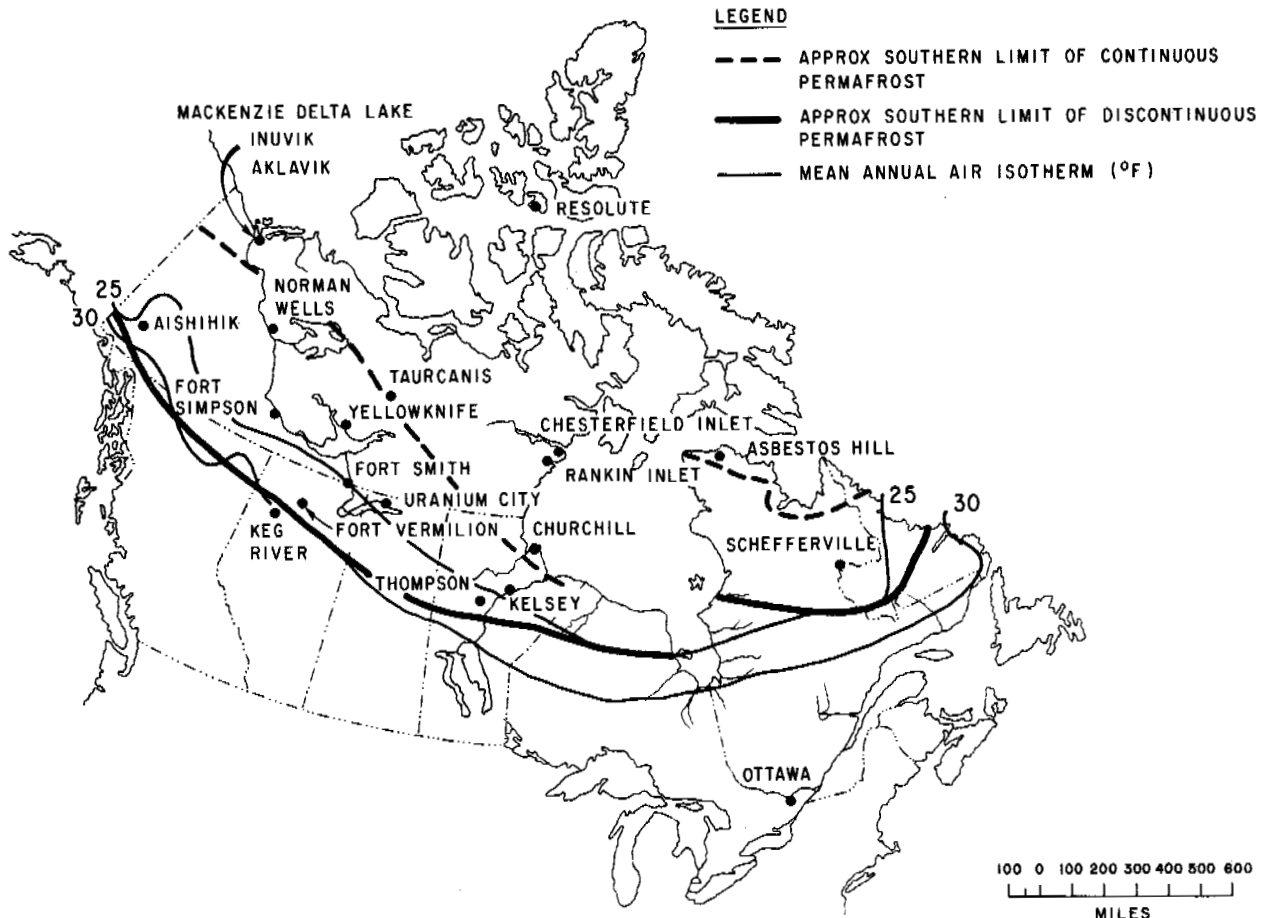 LEGEND
APPROX SOUTHERN LIMIT OF CONTINUOUS
PERMAFROST
APPROX SOUTHERN LIMIT OF DISCONTINUOUS
PERMAFROST
MEAN ANNUAL AIR ISOTHERM (°F)
MACKENZIE DELTA LAKE
INUVIK
AKLAVIK
RESOLUTE
NORMAN
WELLS
25
30
AISHIHIK
TAURCANIS
FORT
SIMPSON
YELLOWKNIFE
CHESTERFIELD INLET
ASBESTOS HILL
FORT SMITH
RANKIN INLET
URANIUM CITY
25
30
KEG
RIVER
FORT VERMILION
CHURCHILL
SCHEFFERVILLE
THOMPSON
KELSEY
OTTAWA
100 0 100 200 300 400 500 600
MILES